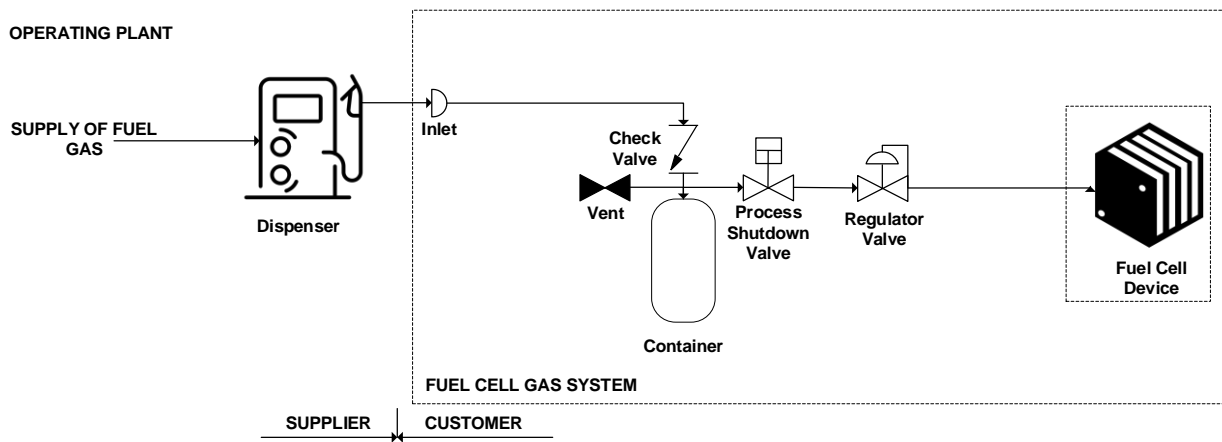 OPERATING PLANT
SUPPLY OF FUEL
GAS
Dispenser
Inlet
Check
Valve
Vent
Process
Shutdown
Valve
Regulator
Valve
Fuel Cell
Device
Container
FUEL CELL GAS SYSTEM
SUPPLIER
CUSTOMER